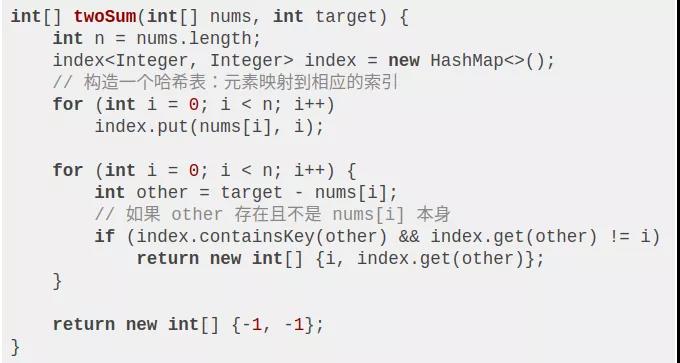 int[] twoSum(int[] nums, int target) {
    int n = nums.length;
    index<Integer, Integer> index = new HashMap<>();
    // 构造一个哈希表：元素映射到相应的索引
    for (int i = 0; i < n; i++)
        index.put(nums[i], i);

    for (int i = 0; i < n; i++) {
        int other = target - nums[i];
        // 如果 other 存在且不是 nums[i] 本身
        if (index.containsKey(other) && index.get(other) != i)
            return new int[] {i, index.get(other)};
    }

    return new int[] {-1, -1};
}